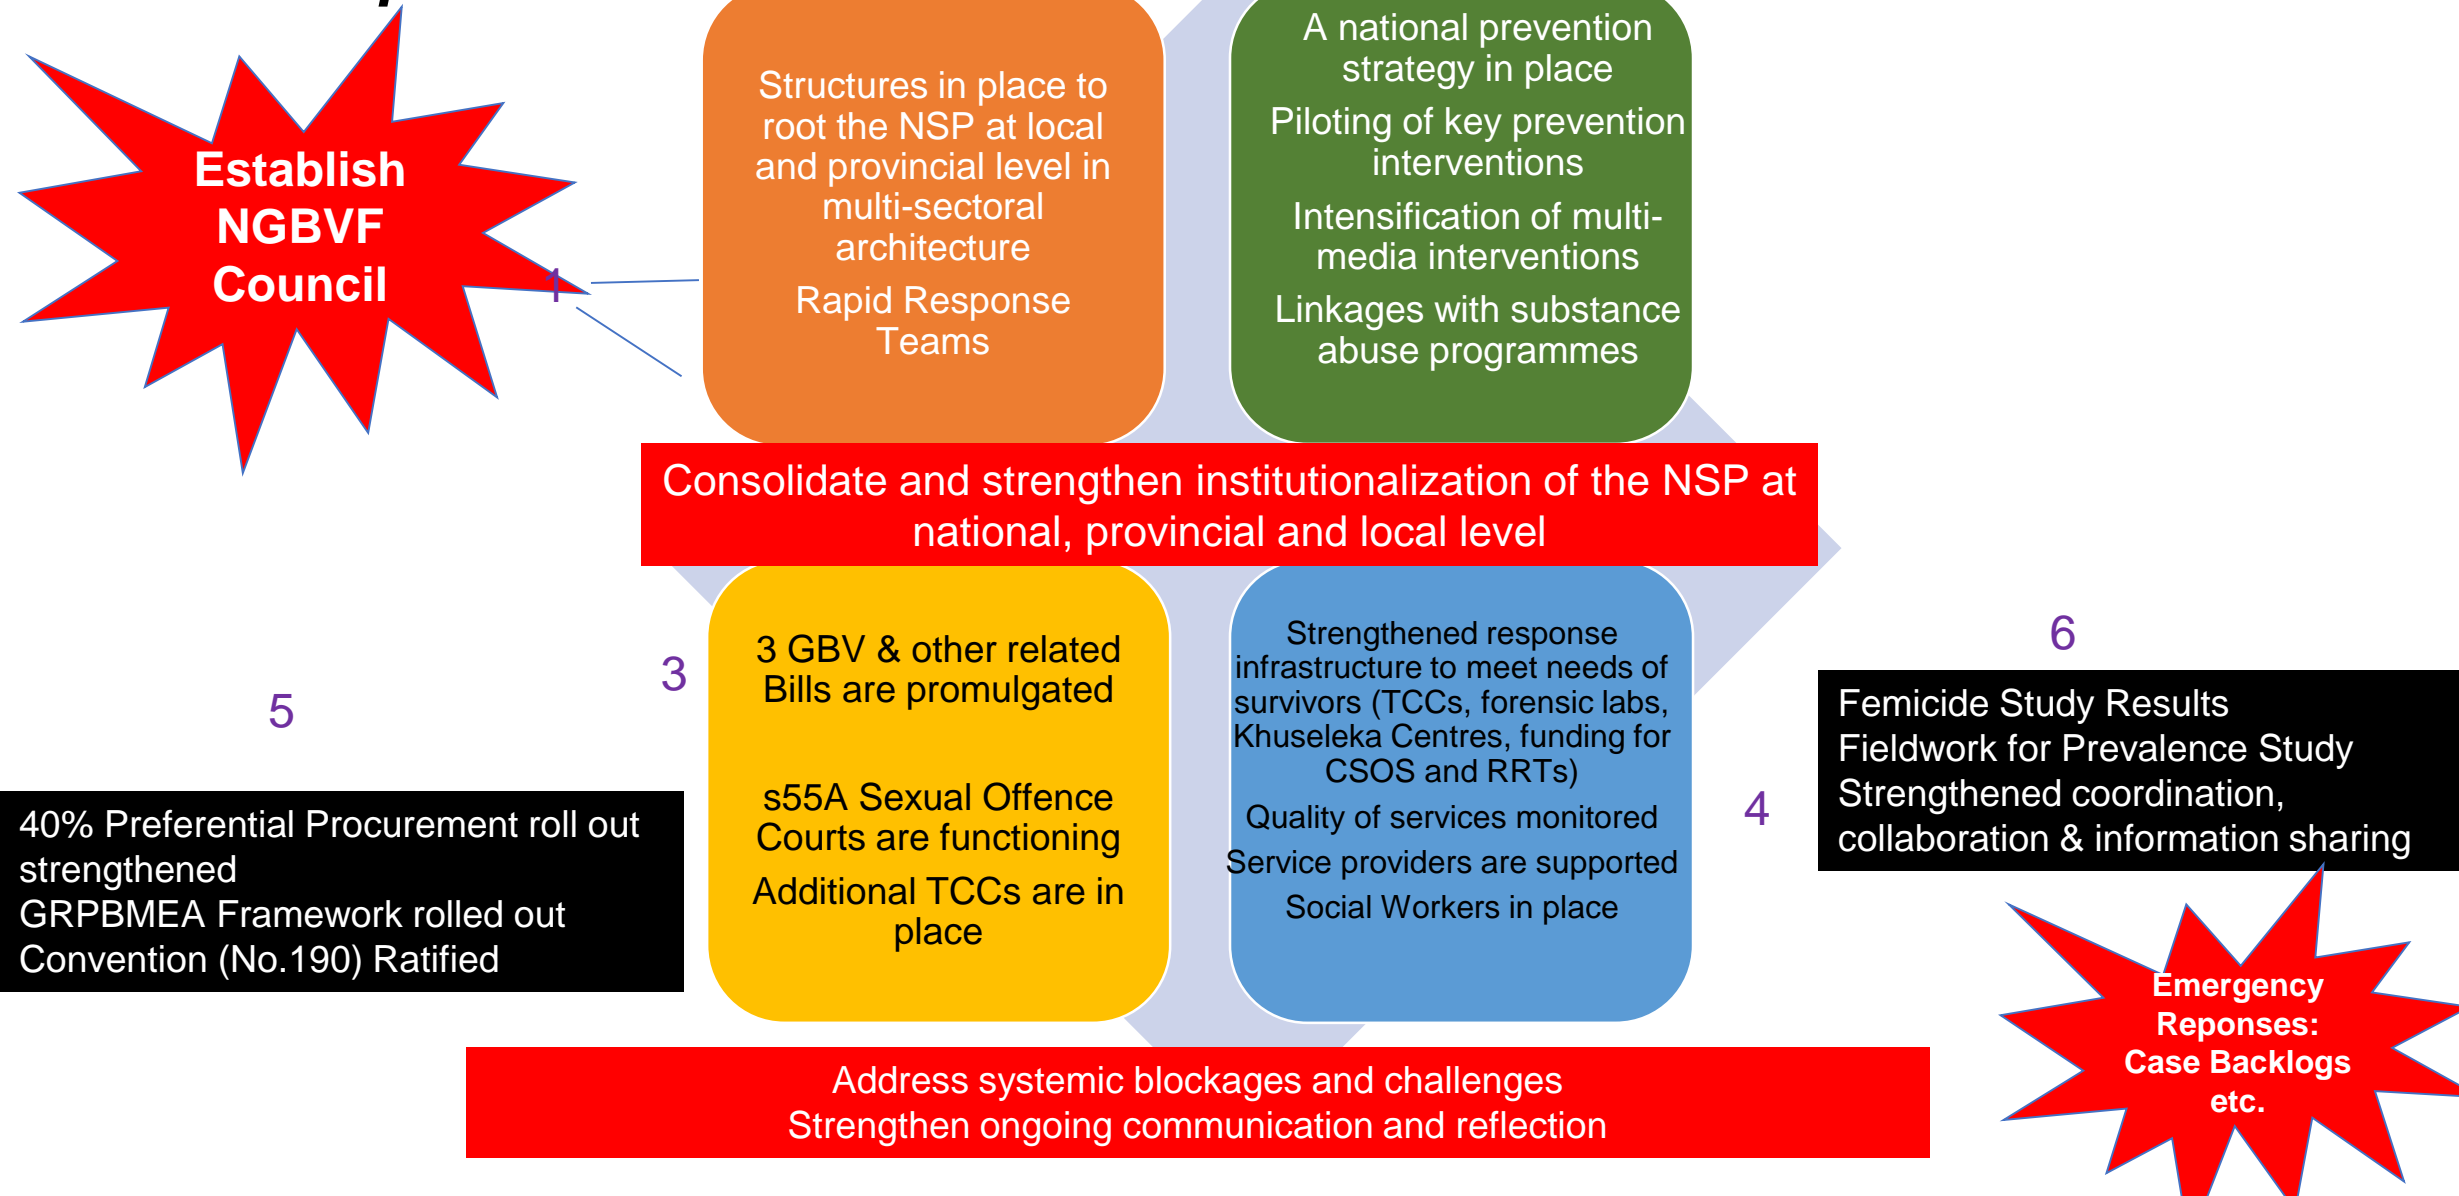 Establish
NGBVF
Council
1
Structures in place to
root the NSP at local
and provincial level in
multi-sectoral
architecture
Rapid Response
Teams
A national prevention
strategy in place
Piloting of key prevention
interventions
Intensification of multi-
media interventions
Linkages with substance
abuse programmes
Consolidate and strengthen institutionalization of the NSP at
national, provincial and local level
5
40% Preferential Procurement roll out
strengthened
GRPBMEA Framework rolled out
Convention (No.190) Ratified
3
3 GBV & other related
Bills are promulgated
s55A Sexual Offence
Courts are functioning
Additional TCCs are in
place
Strengthened response
infrastructure to meet needs of
survivors (TCCs, forensic labs,
Khuseleka Centres, funding for
CSOS and RRTs)
Quality of services monitored
Service providers are supported
Social Workers in place
4
6
Femicide Study Results
Fieldwork for Prevalence Study
Strengthened coordination,
collaboration & information sharing
Emergency
Reponses:
Case Backlogs
etc.
Address systemic blockages and challenges
Strengthen ongoing communication and reflection